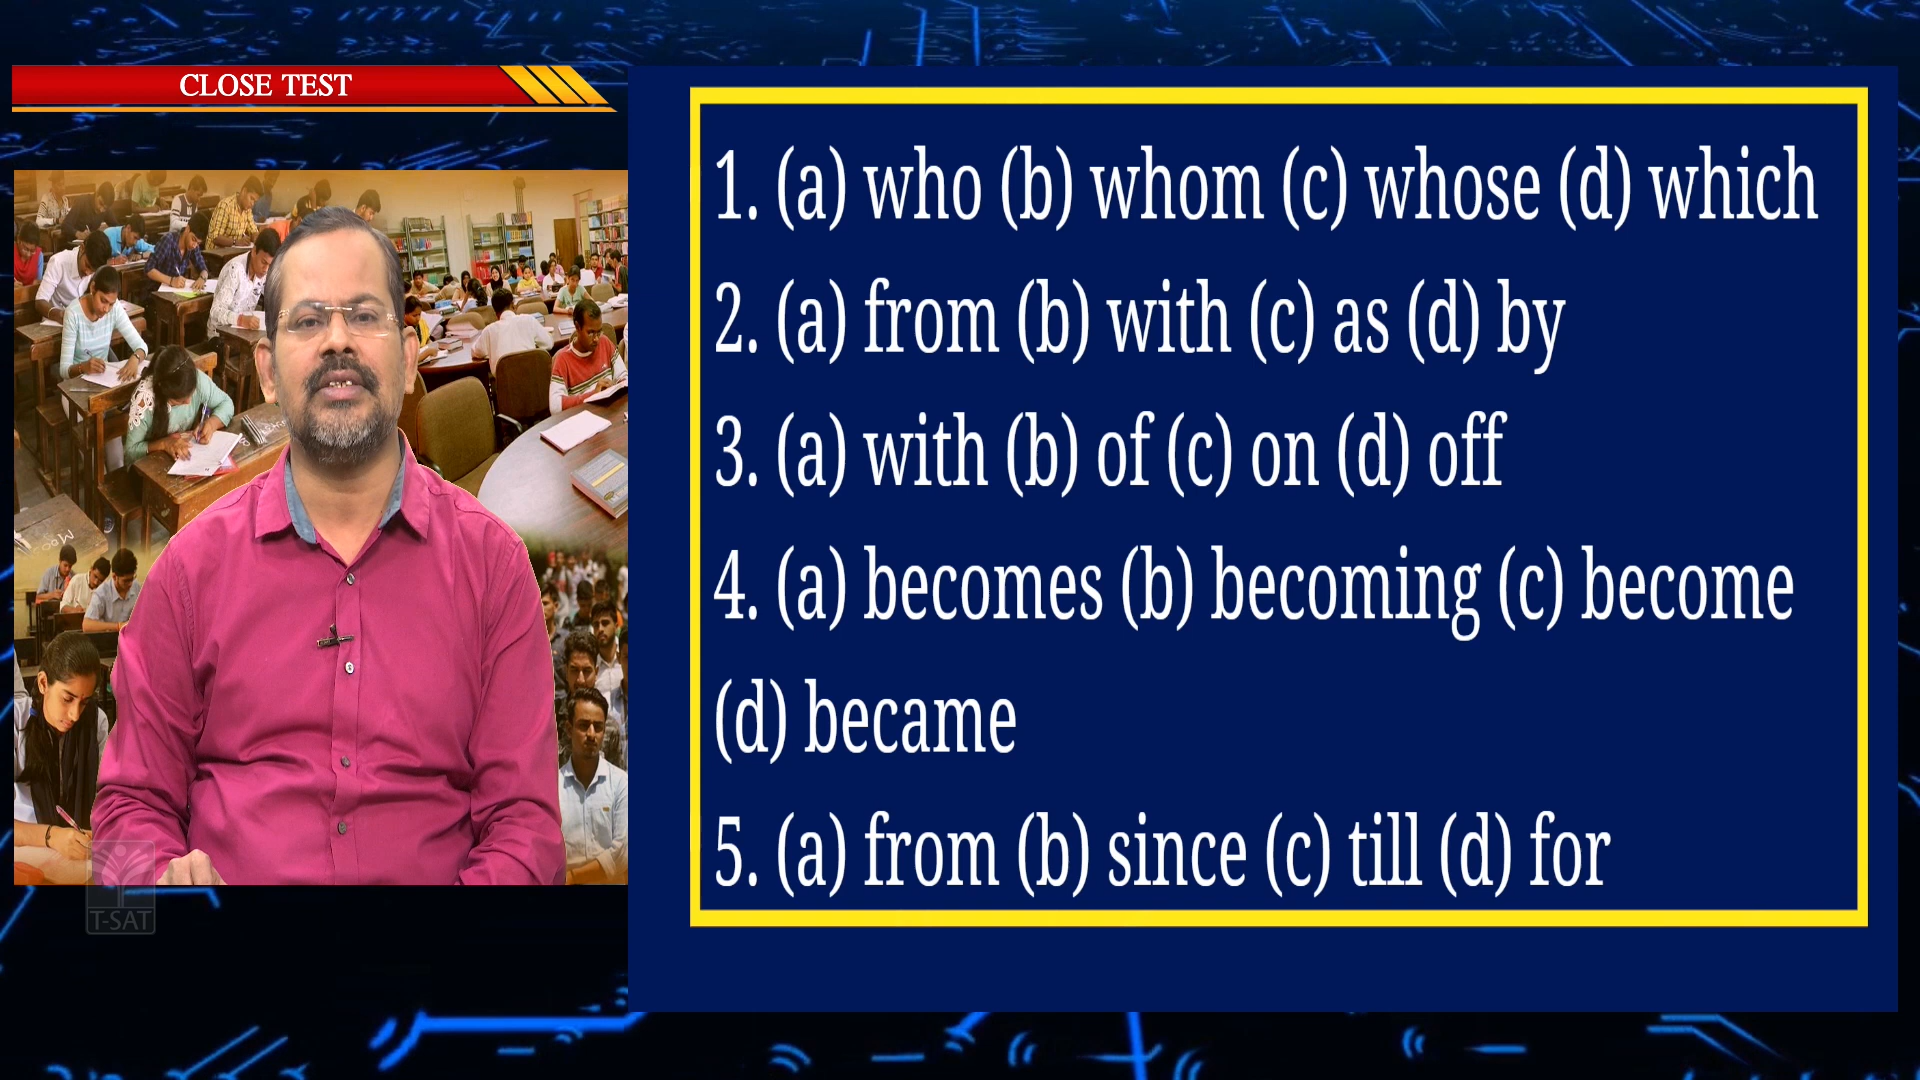 CLOSE TEST
1. (a) who (b) whom (c) whose (d) which
2. (a) from (b) with (c) as (d) by
3. (a) with (b) of (c) on (d) off
4. (a) becomes (b) becoming (c) become
(d) became
5. (a) from (b) since (c) till (d) for
T-SAT